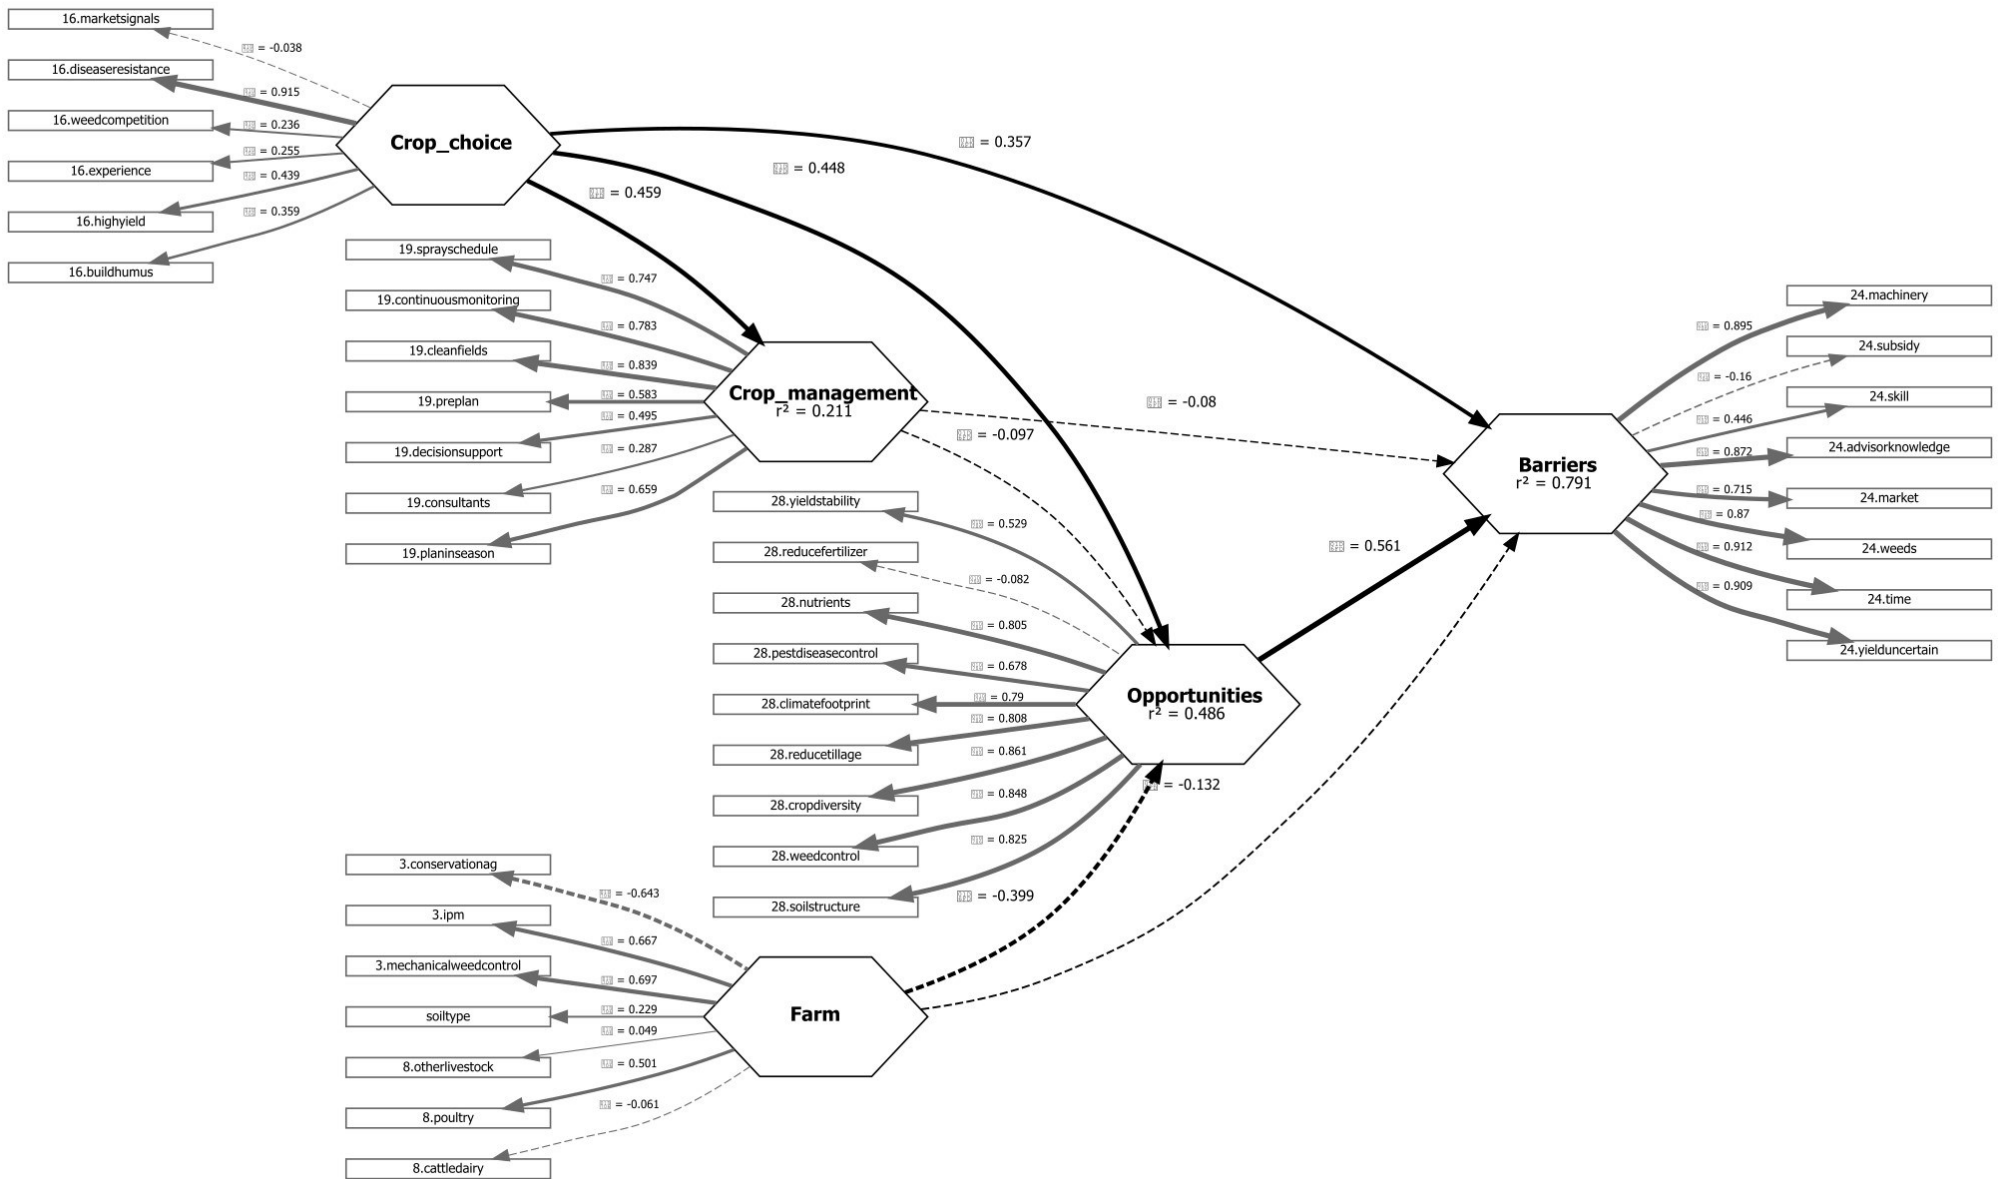 16.marketsignals
= -0.038
16.diseaseresistance
= 0.915
16.weedcompetition
= 0.236
= 0.255
16.experience
= 0.439
= 0.359
16.highyield
16.buildhumus
Crop_choice
= 0.357
= 0.448
= 0.459
19.sprayschedule
= 0.747
19.continuousmonitoring
= 0.783
19.cleanfields
= 0.839
19.preplan
= 0.583
= 0.495
19.decisionsupport
= 0.287
19.consultants
= 0.659
19.planinseason
Crop_management
r² = 0.211
= -0.08
= -0.097
28.yieldstability
= 0.529
28.reducefertilizer
= -0.082
28.nutrients
= 0.805
28.pestdiseasecontrol
= 0.678
28.climatefootprint
= 0.79
= 0.808
28.reducetillage
= 0.861
28.cropdiversity
= 0.848
28.weedcontrol
= 0.825
28.soilstructure
Opportunities
r² = 0.486
= 0.561
= -0.132
= -0.399
Barriers
r² = 0.791
24.machinery
= 0.895
24.subsidy
= -0.16
24.skill
= 0.446
24.advisorknowledge
= 0.872
24.market
= 0.715
= 0.87
24.weeds
= 0.912
24.time
= 0.909
24.yielduncertain
3.conservationag
= -0.643
3.ipm
= 0.667
3.mechanicalweedcontrol
= 0.697
soiltype
= 0.229
= 0.049
8.otherlivestock
= 0.501
8.poultry
= -0.061
8.cattledairy
Farm